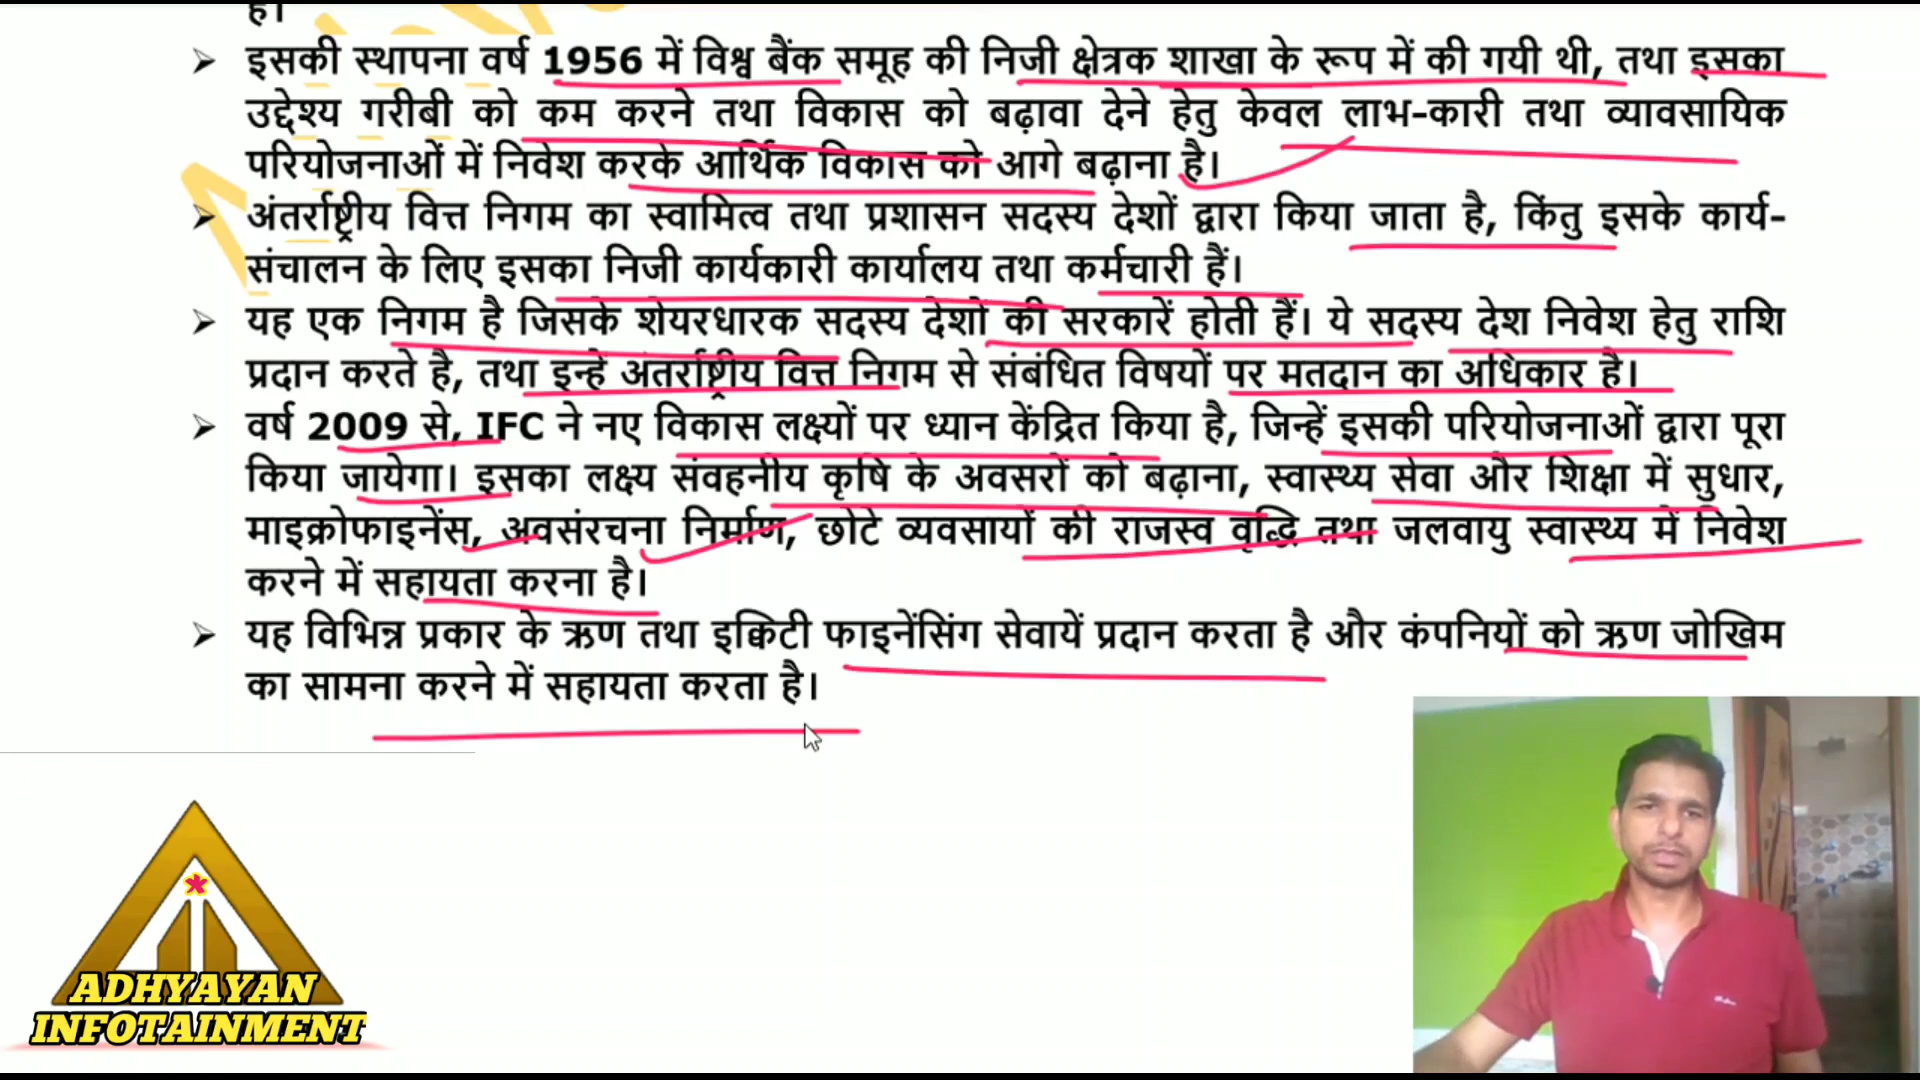 है।
➢ इसकी स्थापना वर्ष 1956 में विश्व बैंक समूह की निजी क्षेत्रक शाखा के रूप में की गयी थी, तथा इसका
उद्देश्य गरीबी को कम करने तथा विकास को बढ़ावा देने हेतु केवल लाभ-कारी तथा व्यावसायिक
परियोजनाओं में निवेश करके आर्थिक विकास को आगे बढ़ाना है।
➢ अंतर्राष्ट्रीय वित्त निगम का स्वामित्व तथा प्रशासन सदस्य देशों द्वारा किया जाता है, किंतु इसके कार्य-
संचालन के लिए इसका निजी कार्यकारी कार्यालय तथा कर्मचारी हैं।
➢ यह एक निगम है जिसके शेयरधारक सदस्य देशों की सरकारें होती हैं। ये सदस्य देश निवेश हेतु राशि
प्रदान करते है, तथा इन्हे अंतर्राष्ट्रीय वित्त निगम से संबंधित विषयों पर मतदान का अधिकार है।
➢ वर्ष 2009 से, IFC ने नए विकास लक्ष्यों पर ध्यान केंद्रित किया है, जिन्हें इसकी परियोजनाओं द्वारा पूरा
किया जायेगा। इसका लक्ष्य संवहनीय कृषि के अवसरों को बढ़ाना, स्वास्थ्य सेवा और शिक्षा में सुधार,
माइक्रोफाइनेंस, अवसंरचना निर्माण, छोटे व्यवसायों की राजस्व वृद्धि तथा जलवायु स्वास्थ्य में निवेश
करने में सहायता करना है।
➢ यह विभिन्न प्रकार के ऋण तथा इक्विटी फाइनेंसिंग सेवायें प्रदान करता है और कंपनियों को ऋण जोखिम
का सामना करने में सहायता करता है।
ADHYAYAN
INFOTAINMENT